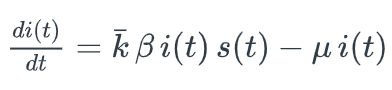 di(t)/dt = k̄ β i(t) s(t) − μ i(t)